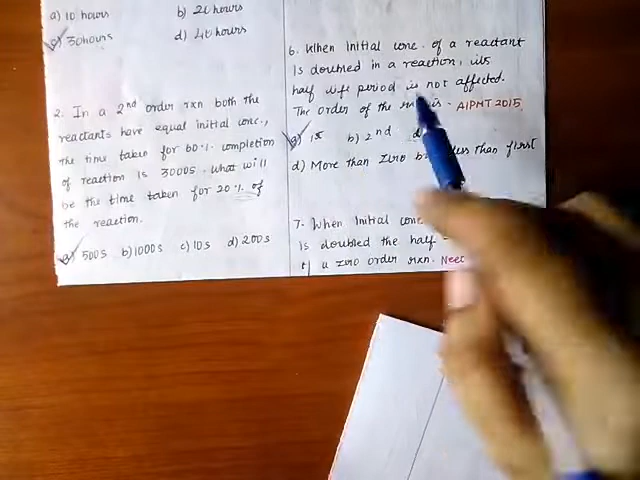 a) 10 hours b) 20 hours
c) 30 hours d) 40 hours
2. In a 2nd order rxn both the
reactants have equal initial conc.,
the time taken for 60% completion
of reaction is 3000s. what will
be the time taken for 20% of
the reaction.
a) 500s b) 1000s c) 10s d) 200s
6. When Initial conc. of a reactant
is doubled in a reaction, its
half life period is not affected.
The order of the is - AIPMT 2015
a) 1st b) 2nd
d) More than zero less than first
7. When Initial conc
is doubled the half
of a zero order rxn. Neet